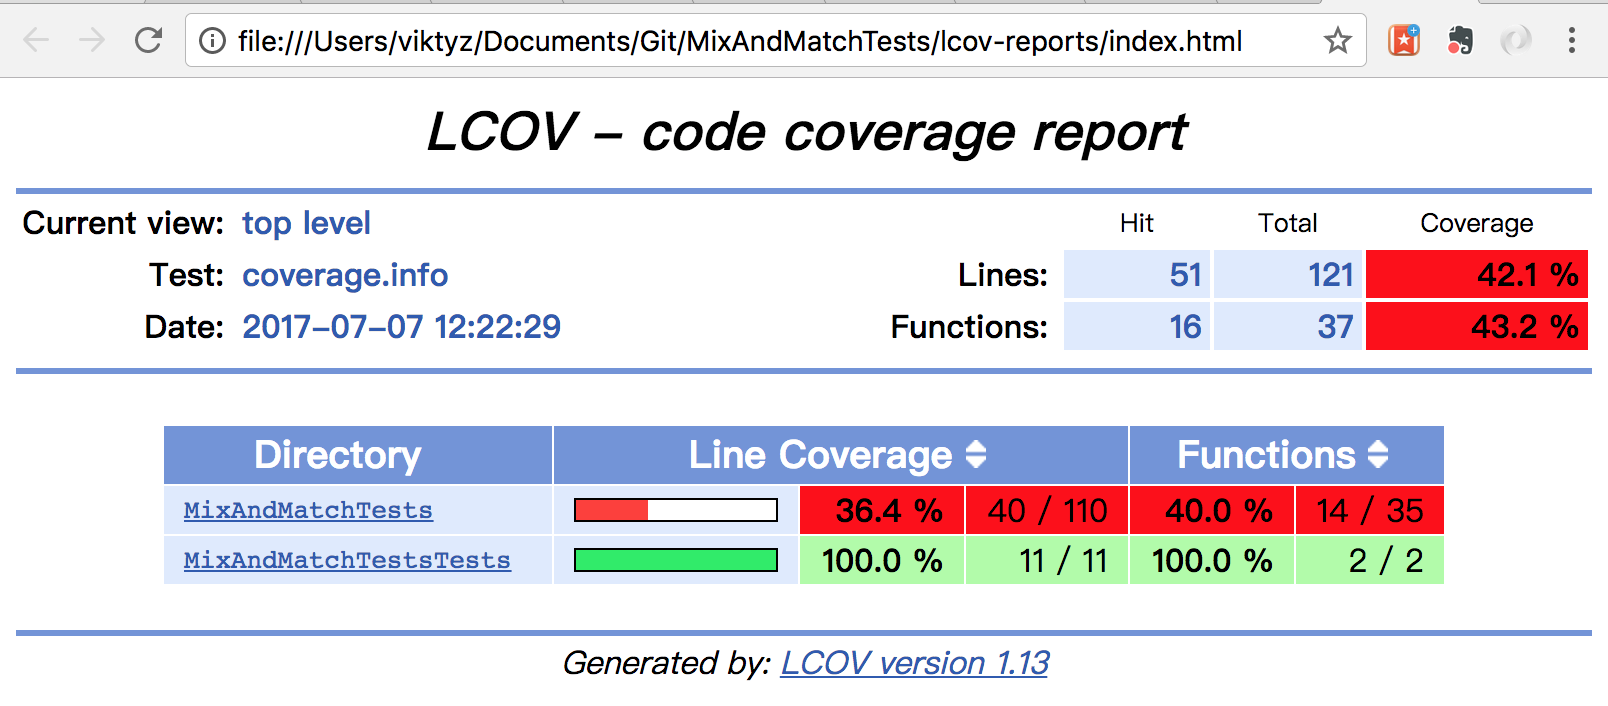 file:///Users/viktyz/Documents/Git/MixAndMatchTests/lcov-reports/index.html
LCOV – code coverage report
Hit Total Coverage
Current view: top level
Test: coverage.info Lines: 51 121 42.1 %
Date: 2017–07–07 12:22:29 Functions: 16 37 43.2 %
Directory Line Coverage Functions
MixAndMatchTests 36.4 % 40 / 110 40.0 % 14 / 35
MixAndMatchTestsTests 100.0 % 11 / 11 100.0 % 2 / 2
Generated by: LCOV version 1.13